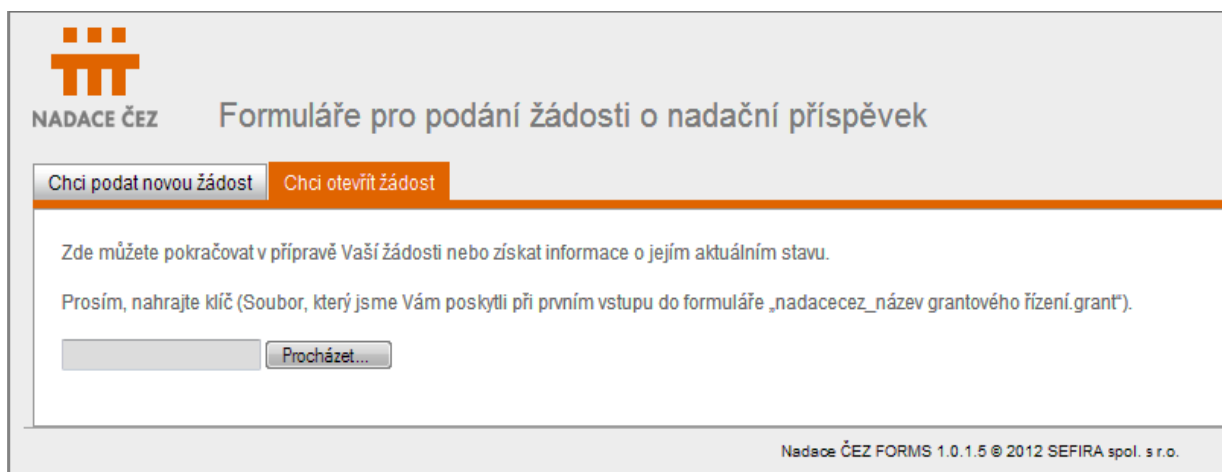 NADACE ČEZ
Formuláře pro podání žádosti o nadační příspěvek
Chci podat novou žádost
Chci otevřít žádost
Zde můžete pokračovat v přípravě Vaší žádosti nebo získat informace o jejím aktuálním stavu.
Prosím, nahrajte klíč (Soubor, který jsme Vám poskytli při prvním vstupu do formuláře „nadacecez_název grantového řízení.grant“).
Procházet...
Nadace ČEZ FORMS 1.0.1.5 © 2012 SEFIRA spol. s r.o.